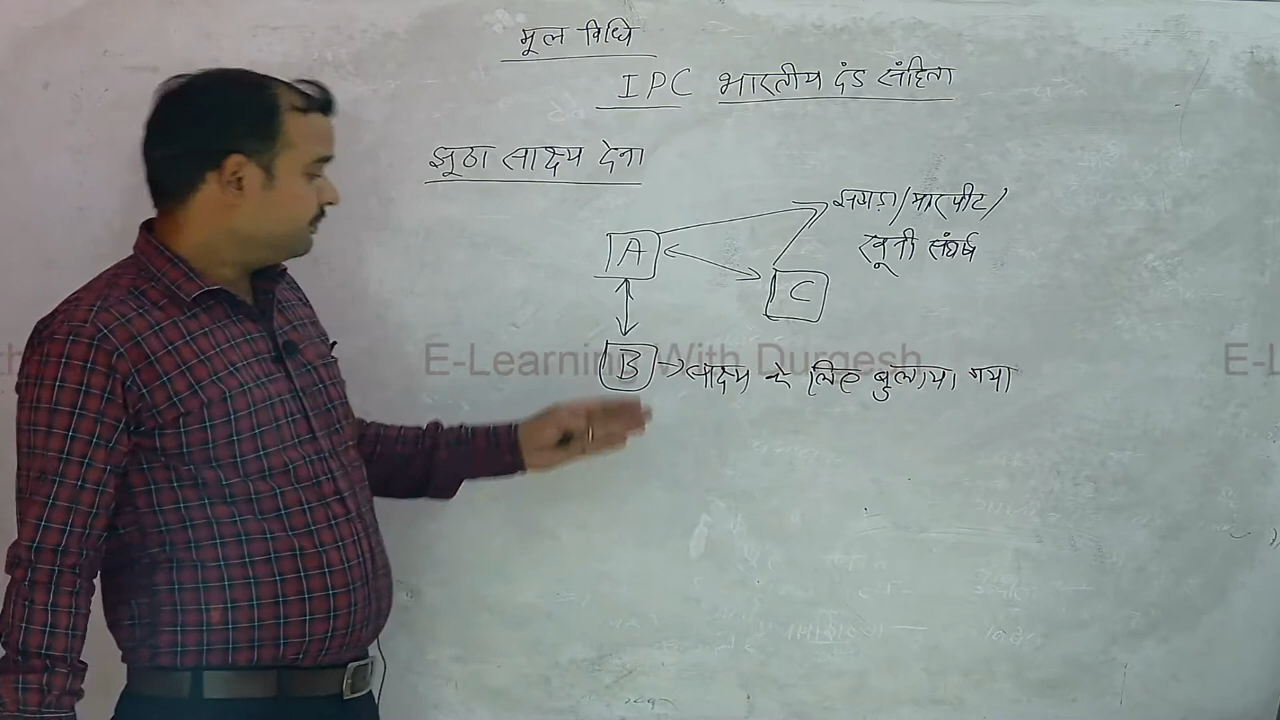 मूल विधि
IPC भारतीय दंड संहिता
झूठा साक्ष्य देना
झगड़ा/मारपीट/
A
खूनी संघर्ष
C
E-Learning With Durgesh
E-L
B → साक्ष्य के लिए बुलाया गया